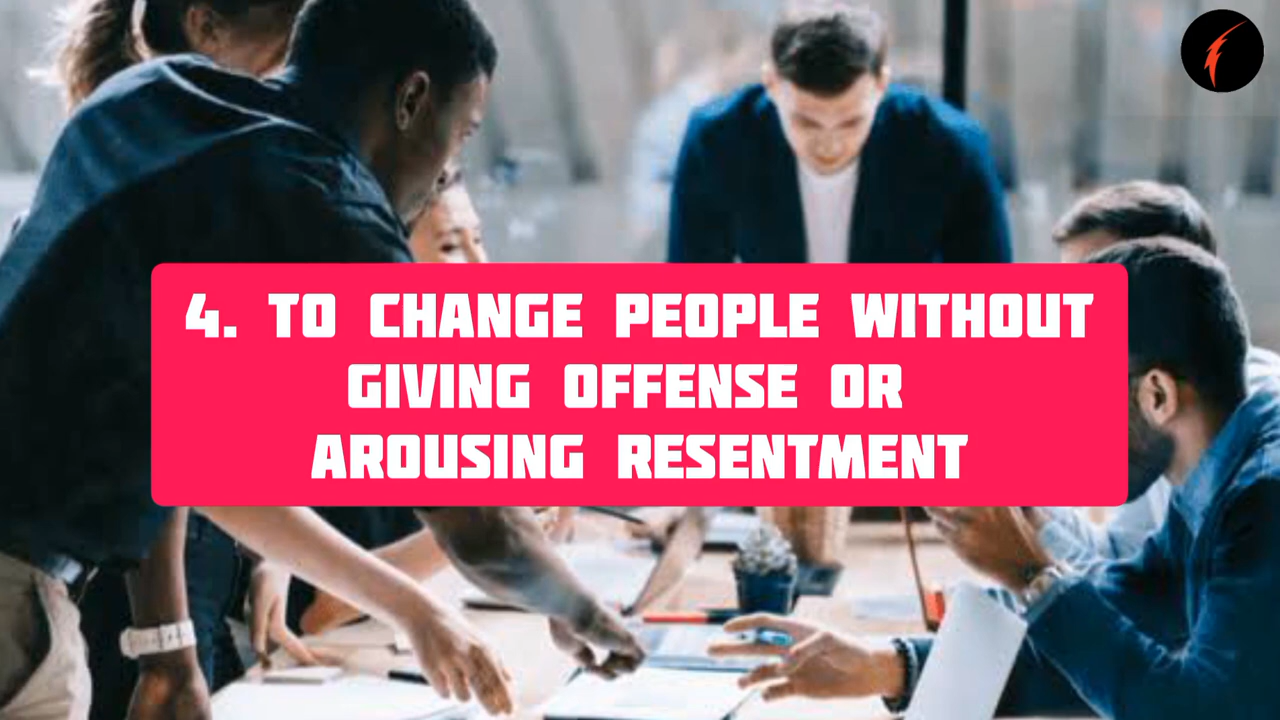 4. TO CHANGE PEOPLE WITHOUT
GIVING OFFENSE OR
AROUSING RESENTMENT